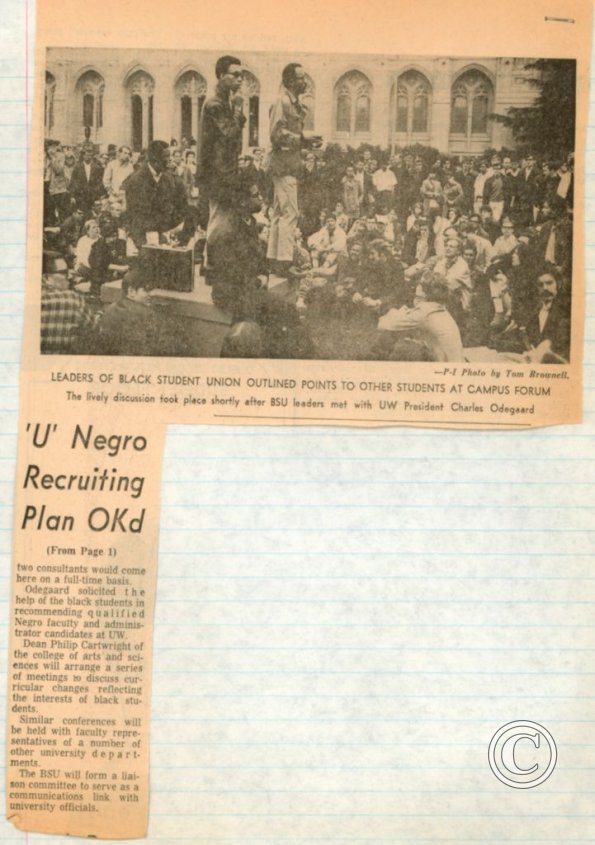 —P-I Photo by Tom Brownell.
LEADERS OF BLACK STUDENT UNION OUTLINED POINTS TO OTHER STUDENTS AT CAMPUS FORUM
The lively discussion took place shortly after BSU leaders met with UW President Charles Odegaard
'U' Negro
Recruiting
Plan OKd
(From Page 1)
two consultants would come
here on a full-time basis.
Odegaard solicited the
help of the black students in
recommending qualified
Negro faculty and adminis-
trator candidates at UW.
Dean Philip Cartwright of
the college of arts and sci-
ences will arrange a series
of meetings to discuss cur-
ricular changes reflecting
the interests of black stu-
dents.
Similar conferences will
be held with faculty repre-
sentatives of a number of
other university depart-
ments.
The BSU will form a liai-
son committee to serve as a
communications link with
university officials.
©